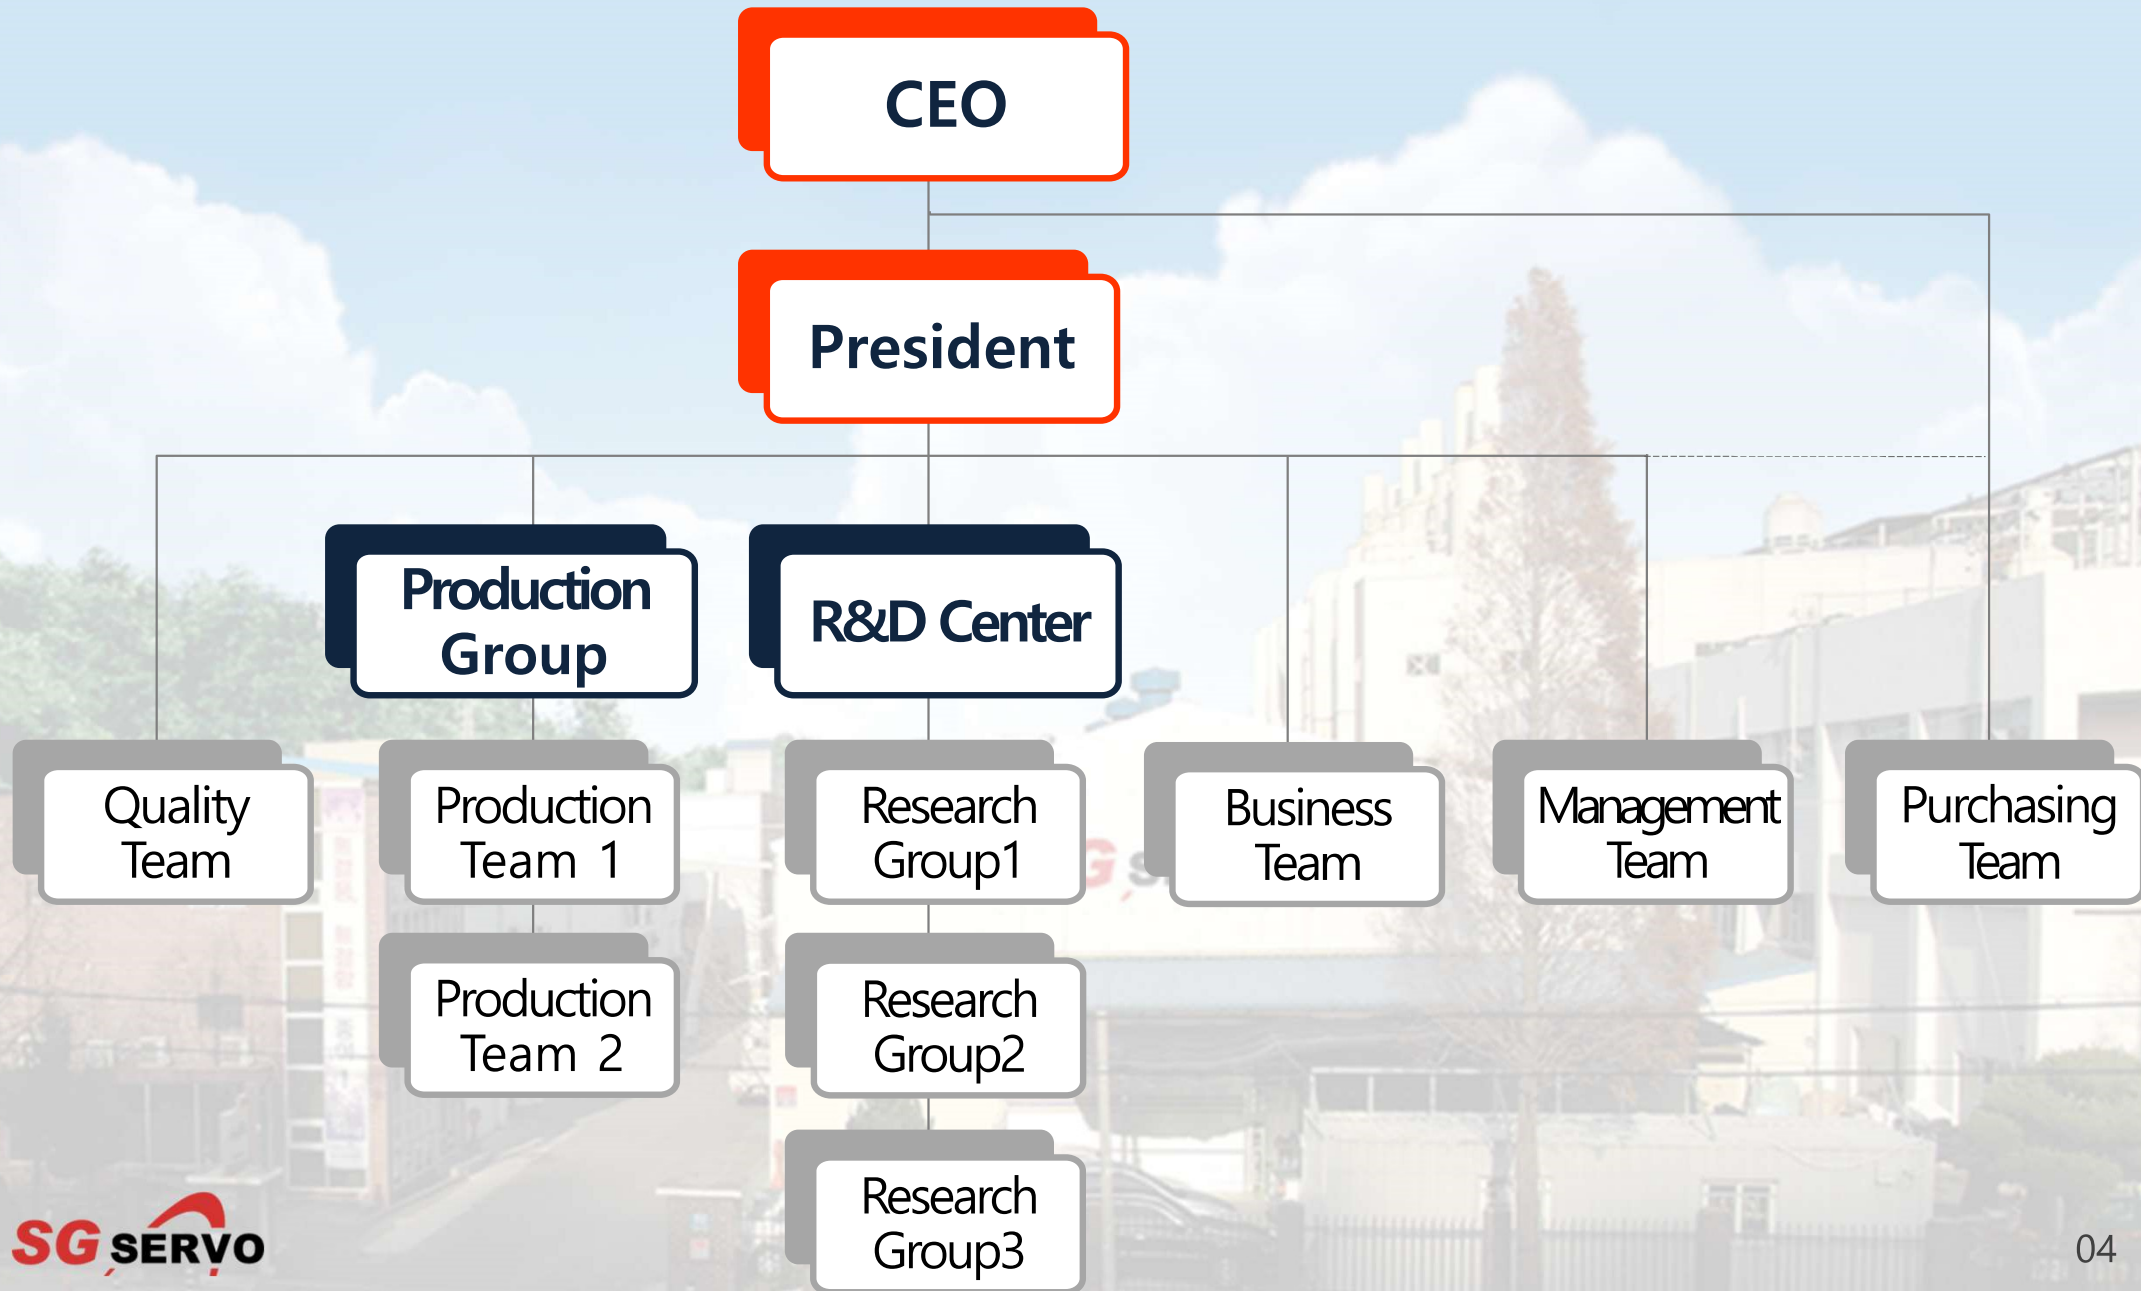 CEO
President
Production
Group
R&D Center
Quality
Team
Production
Team 1
Research
Group1
Business
Team
Management
Team
Purchasing
Team
Production
Team 2
Research
Group2
Research
Group3
SG SERVO
04